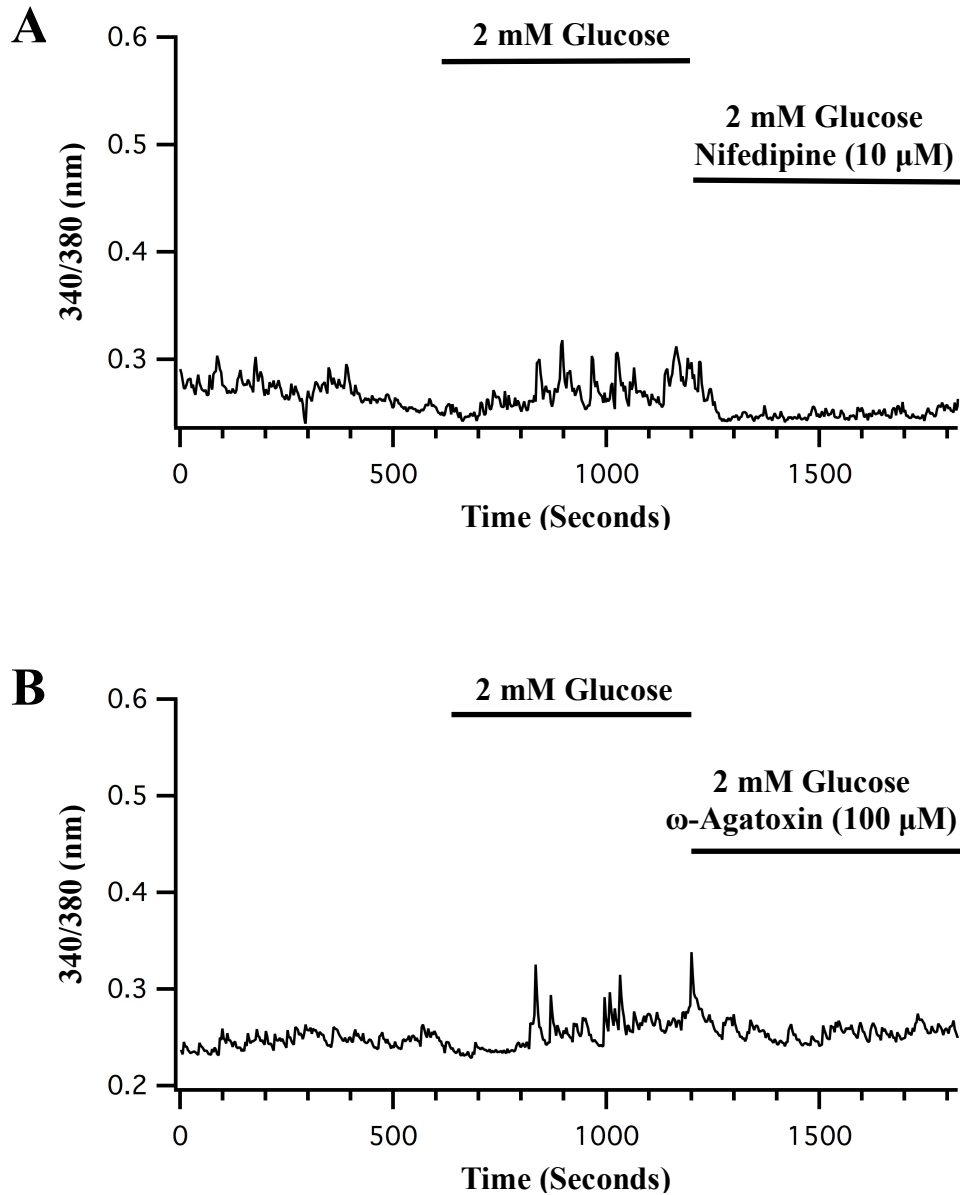 A
0.6
2 mM Glucose
2 mM Glucose
Nifedipine (10 μM)
0.5
0.4
0.3
340/380 (nm)
0 500 1000 1500
Time (Seconds)
B
0.6
2 mM Glucose
2 mM Glucose
ω-Agatoxin (100 μM)
0.5
0.4
0.3
0.2
340/380 (nm)
0 500 1000 1500
Time (Seconds)